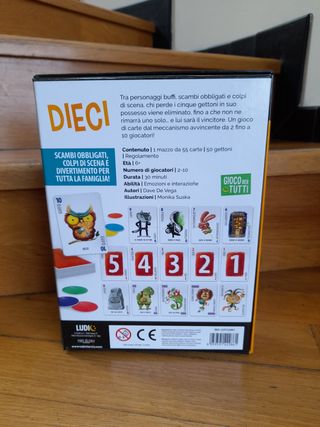 DIECI
Tra personaggi buffi, scambi obbligati e colpi
di scena, chi perde i cinque gettoni in suo
possesso viene eliminato, fino a che non ne
rimarrà uno solo... e lui sarà il vincitore. Un gioco
di carte dal meccanismo avvincente da 2 fino a
10 giocatori!
SCAMBI OBBLIGATI,
COLPI DI SCENA E
DIVERTIMENTO PER
TUTTA LA FAMIGLIA!
Contenuto | 1 mazzo da 55 carte | 50 gettoni
| Regolamento
Età | 6+
Numero di giocatori | 2-10
Durata | 30 minuti
Abilità | Emozioni e interazione
Autori | Dave De Vega
Illustrazioni | Monika Suska
GIOCO PER
TUTTI
10
5 4 3 2 1
LUDIC
CE